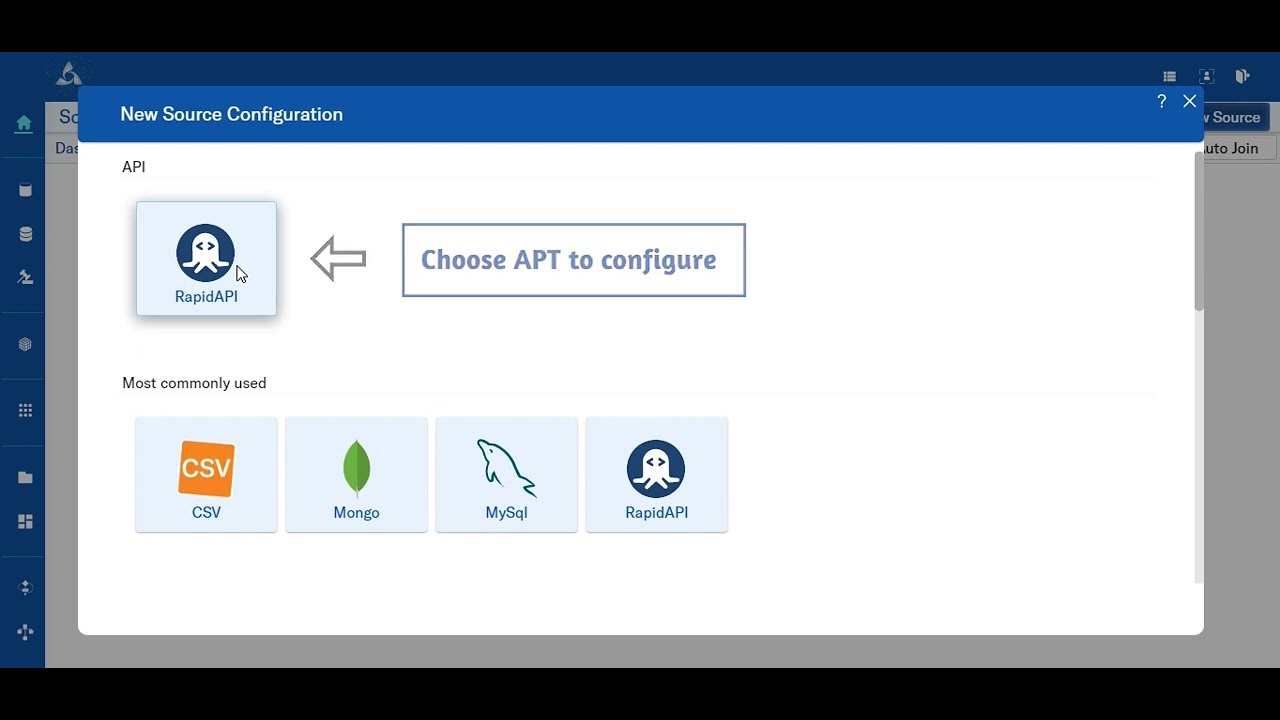 New Source Configuration
?
So
w Source
Das
uto Join
API
RapidAPI
Choose APT to configure
Most commonly used
CSV
CSV
Mongo
MySql
RapidAPI